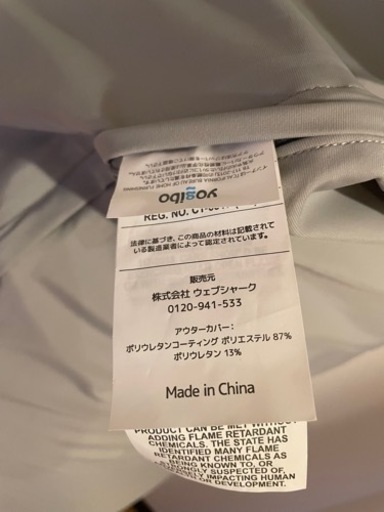 yogibo
REG. NO.
法律に基づき、この商品の材料は記載されて
いる製造業者によって認定されています。
販売元
株式会社 ウェブシャーク
0120-941-533
アウターカバー:
ポリウレタンコーティング ポリエステル 87%
ポリウレタン 13%
Made in China
PRODUCT CAN BE MET WITHOUT
ADDING FLAME RETARDANT
CHEMICALS. THE STATE HAS
IDENTIFIED MANY FLAME
RETARDANT CHEMICALS AS
BEING KNOWN TO, OR
STRONGLY SUSPECTED OF,
ADVERSELY IMPACTING HUMAN
OR DEVELOPMENT.